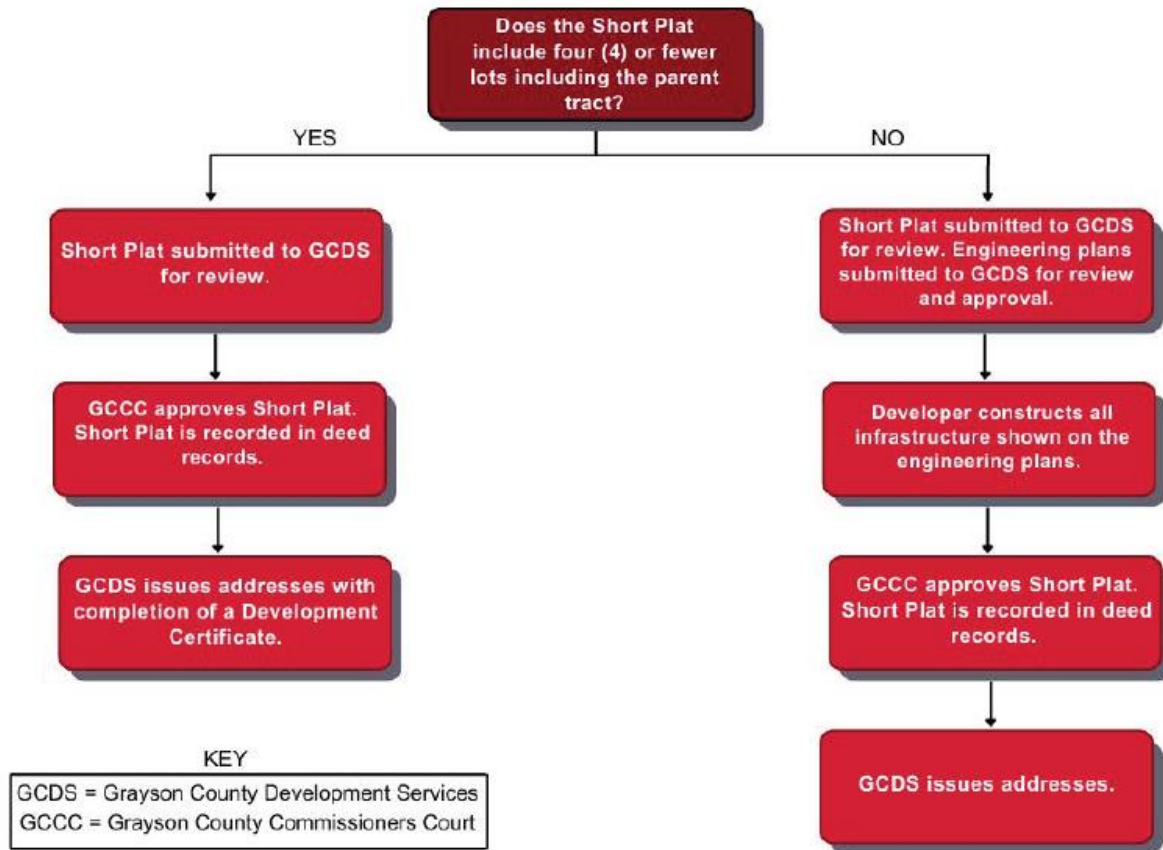 Does the Short Plat
include four (4) or fewer
lots including the parent
tract?
YES
NO
Short Plat submitted to GCDS
for review.
GCCC approves Short Plat.
Short Plat is recorded in deed
records.
GCDS issues addresses with
completion of a Development
Certificate.
Short Plat submitted to GCDS
for review. Engineering plans
submitted to GCDS for review
and approval.
Developer constructs all
infrastructure shown on the
engineering plans.
GCCC approves Short Plat.
Short Plat is recorded in deed
records.
GCDS issues addresses.
KEY
GCDS = Grayson County Development Services
GCCC = Grayson County Commissioners Court